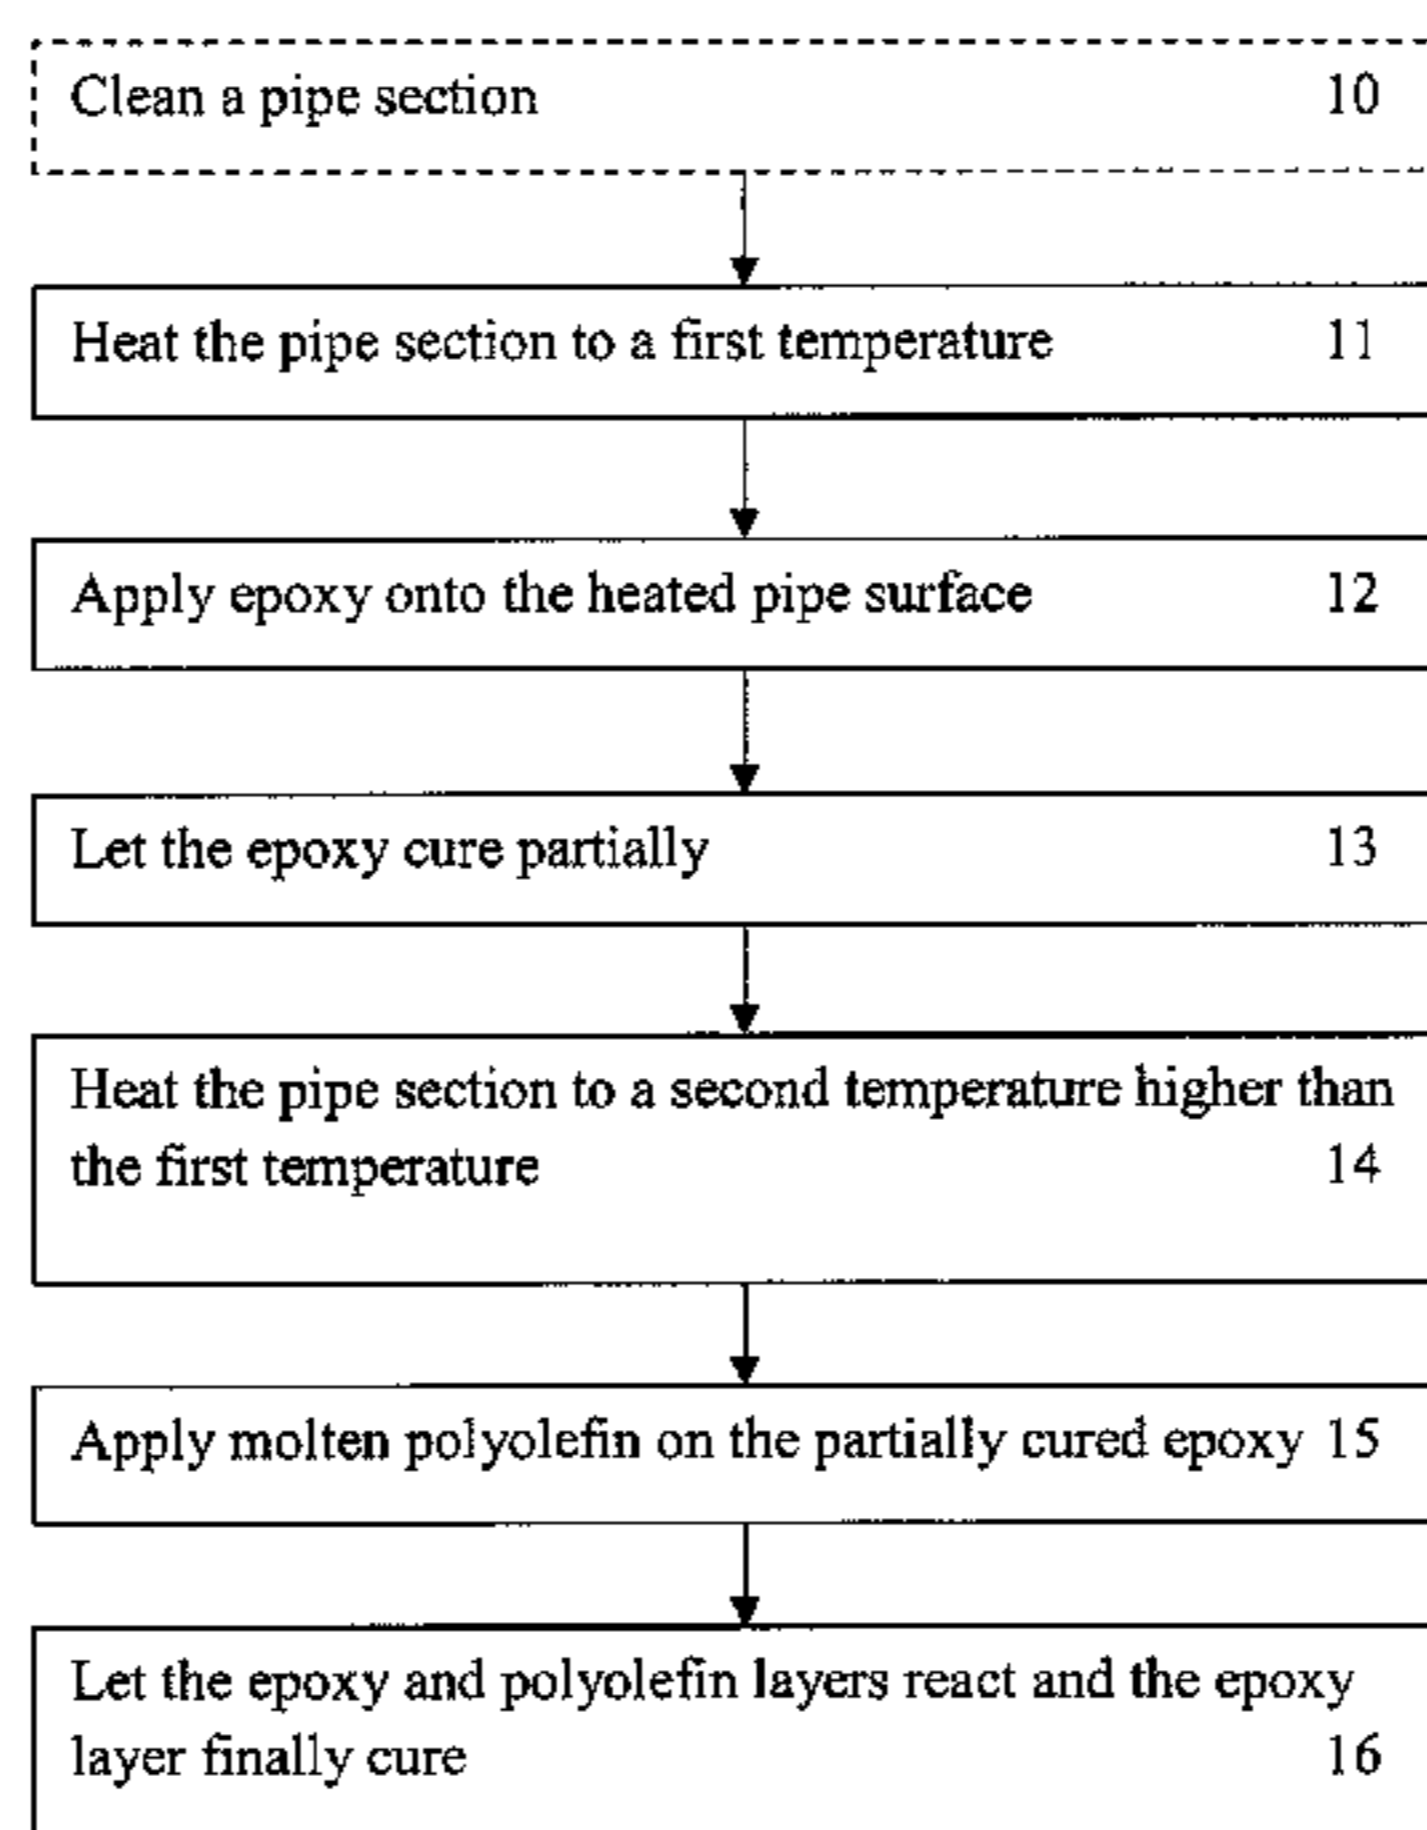 Clean a pipe section 10
Heat the pipe section to a first temperature 11
Apply epoxy onto the heated pipe surface 12
Let the epoxy cure partially 13
Heat the pipe section to a second temperature higher than
the first temperature 14
Apply molten polyolefin on the partially cured epoxy 15
Let the epoxy and polyolefin layers react and the epoxy
layer finally cure 16